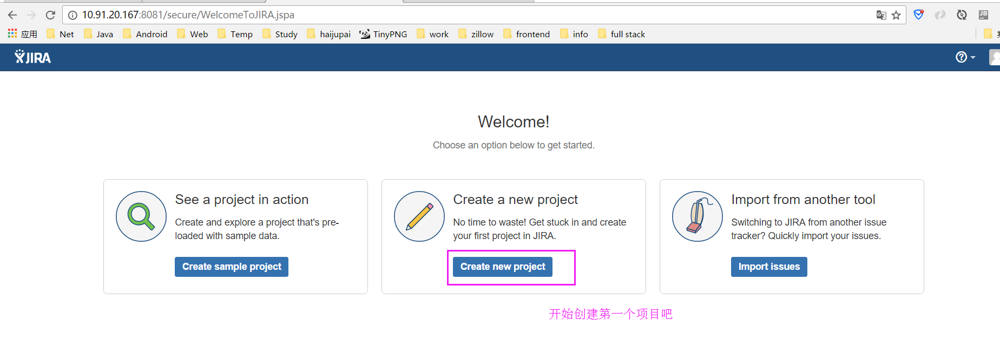 10.91.20.167:8081/secure/WelcomeToJIRA.jspa
应用 Net Java Android Web Temp Study haijupai TinyPNG work zillow frontend info full stack
JIRA
Welcome!
Choose an option below to get started.
See a project in action
Create and explore a project that's pre-
loaded with sample data.
Create sample project
Create a new project
No time to waste! Get stuck in and create
your first project in JIRA.
Create new project
Import from another tool
Switching to JIRA from another issue
tracker? Quickly import your issues.
Import issues
开始创建第一个项目吧